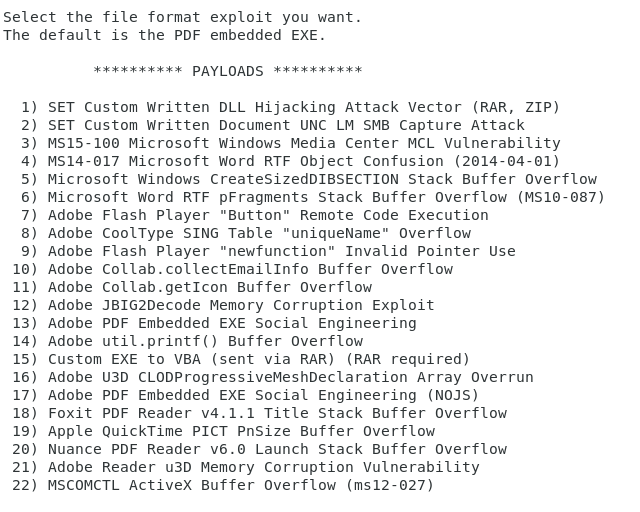 Select the file format exploit you want.
The default is the PDF embedded EXE.
********** PAYLOADS **********
1) SET Custom Written DLL Hijacking Attack Vector (RAR, ZIP)
2) SET Custom Written Document UNC LM SMB Capture Attack
3) MS15-100 Microsoft Windows Media Center MCL Vulnerability
4) MS14-017 Microsoft Word RTF Object Confusion (2014-04-01)
5) Microsoft Windows CreateSizedDIBSECTION Stack Buffer Overflow
6) Microsoft Word RTF pFragments Stack Buffer Overflow (MS10-087)
7) Adobe Flash Player "Button" Remote Code Execution
8) Adobe CoolType SING Table "uniqueName" Overflow
9) Adobe Flash Player "newfunction" Invalid Pointer Use
10) Adobe Collab.collectEmailInfo Buffer Overflow
11) Adobe Collab.getIcon Buffer Overflow
12) Adobe JBIG2Decode Memory Corruption Exploit
13) Adobe PDF Embedded EXE Social Engineering
14) Adobe util.printf() Buffer Overflow
15) Custom EXE to VBA (sent via RAR) (RAR required)
16) Adobe U3D CLODProgressiveMeshDeclaration Array Overrun
17) Adobe PDF Embedded EXE Social Engineering (NOJS)
18) Foxit PDF Reader v4.1.1 Title Stack Buffer Overflow
19) Apple QuickTime PICT PnSize Buffer Overflow
20) Nuance PDF Reader v6.0 Launch Stack Buffer Overflow
21) Adobe Reader u3D Memory Corruption Vulnerability
22) MSCOMCTL ActiveX Buffer Overflow (ms12-027)